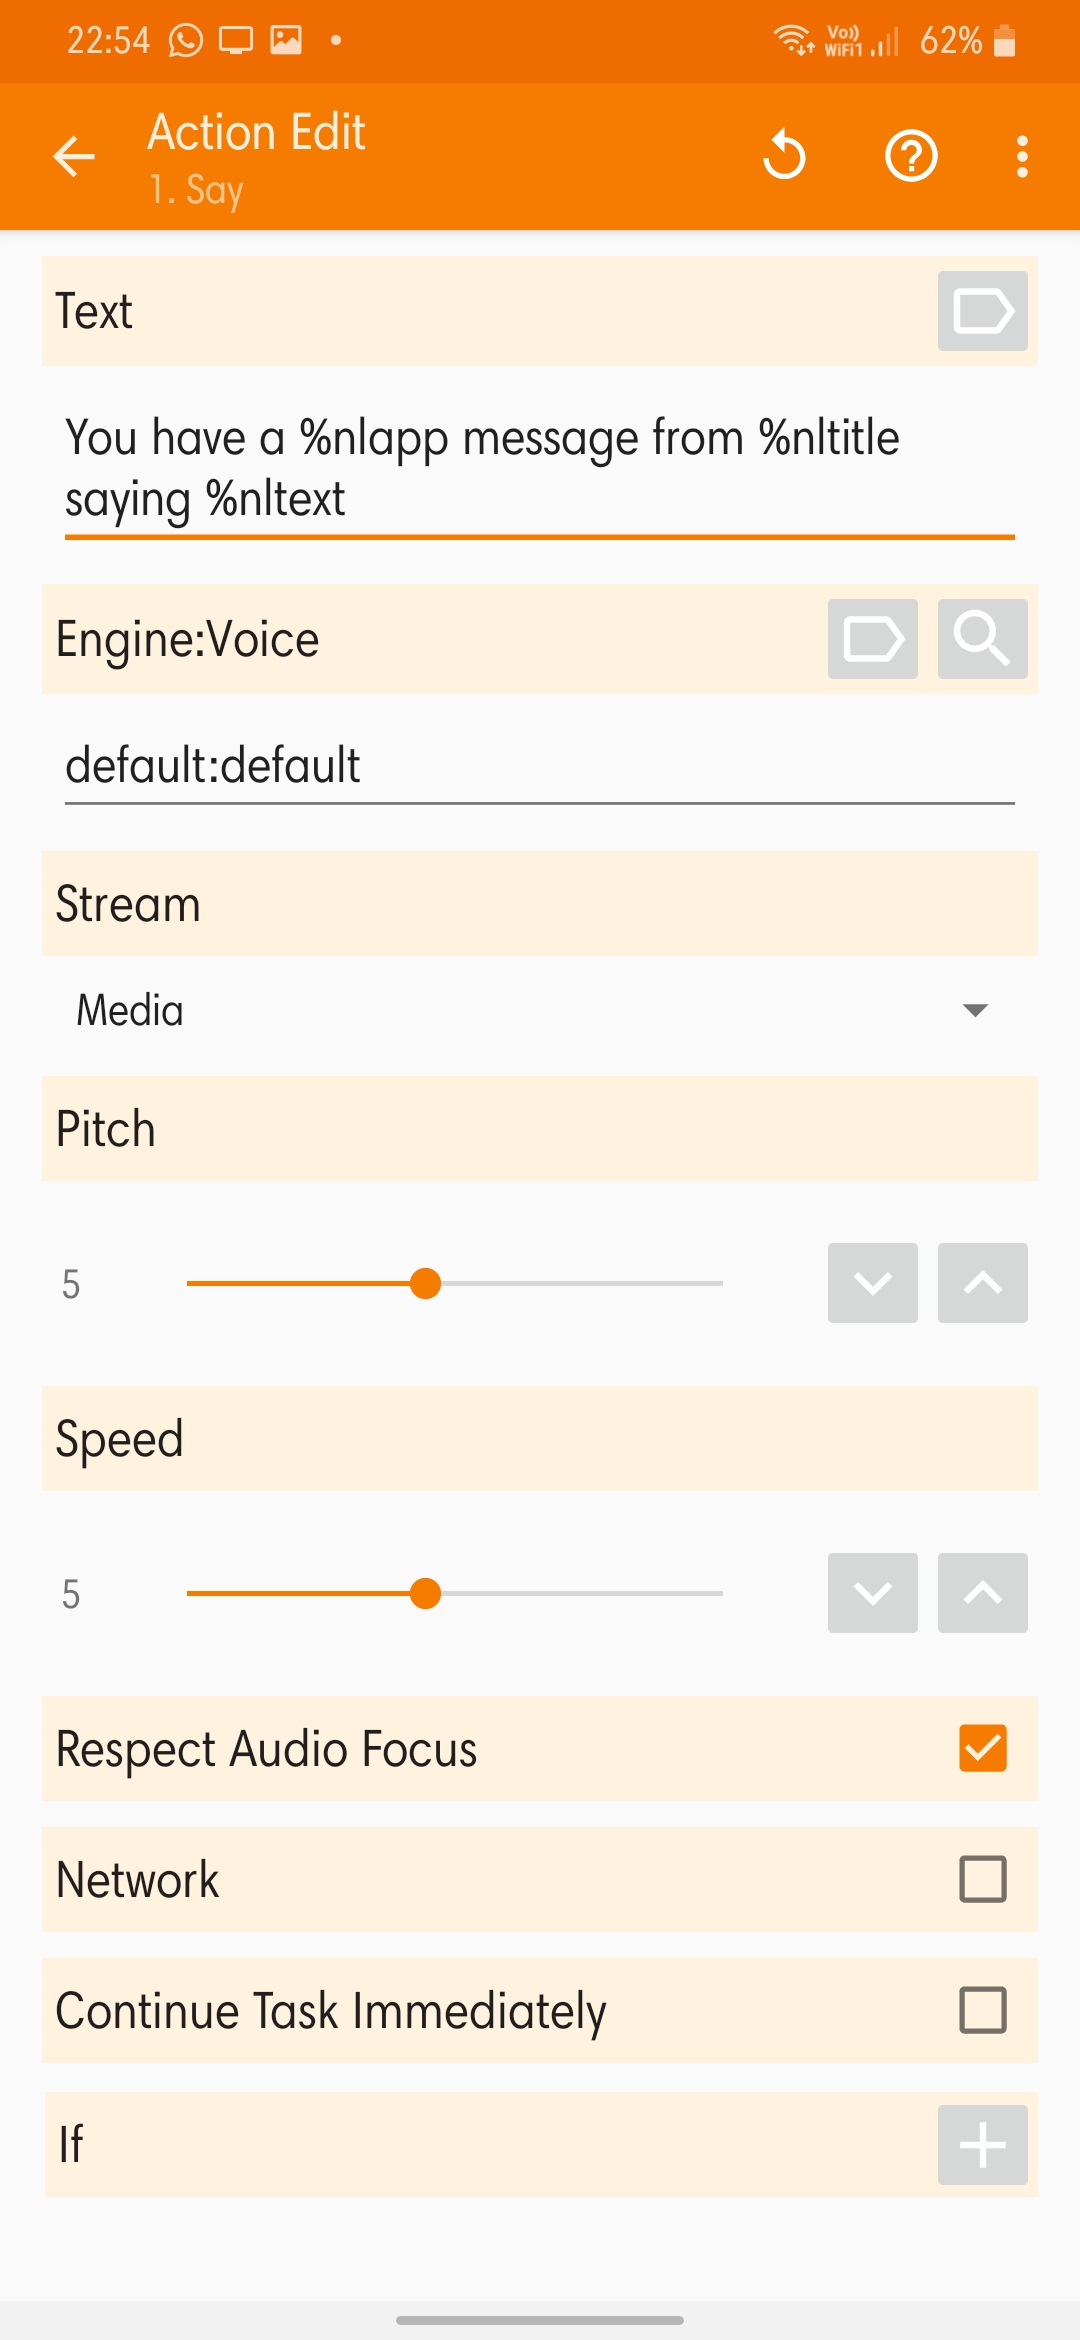 22:54
Vo)) WiFi1
62%
Action Edit
1. Say
Text
You have a %nlapp message from %nltitle
saying %nltext
Engine:Voice
default:default
Stream
Media
Pitch
5
Speed
5
Respect Audio Focus
Network
Continue Task Immediately
If